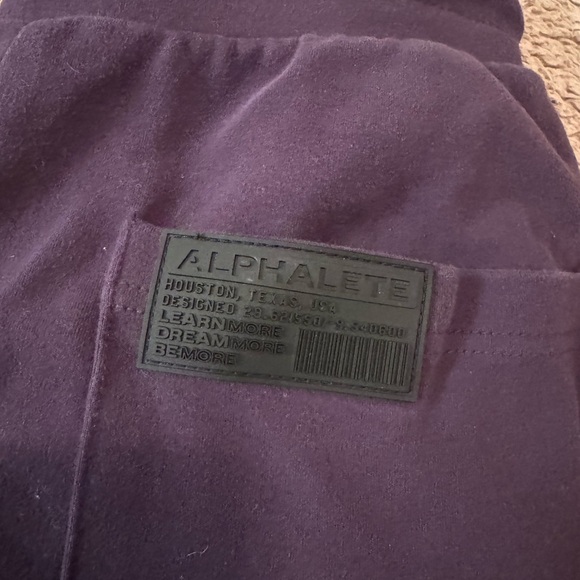 ALPHALETE
HOUSTON, TEXAS, USA
DESIGNED
LEARNMORE
DREAMMORE
BEMORE